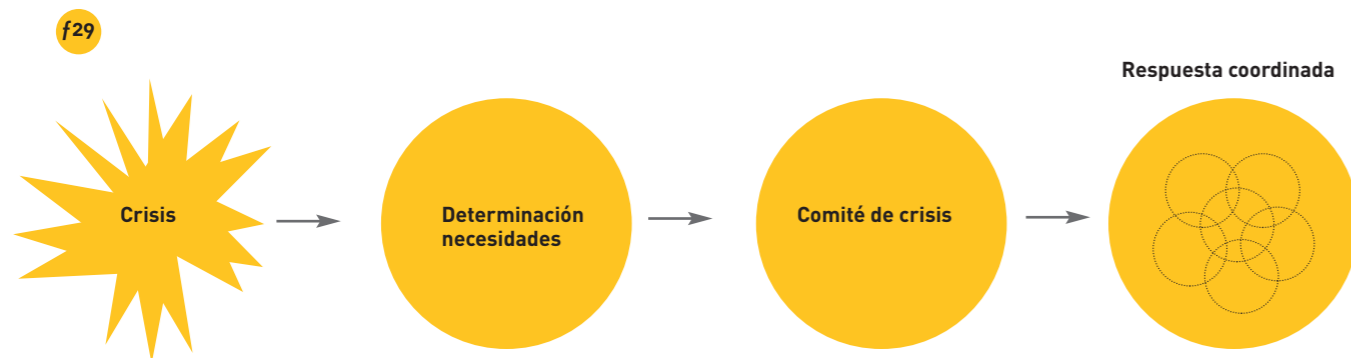 f29
Respuesta coordinada
Crisis
Determinación
necesidades
Comité de crisis